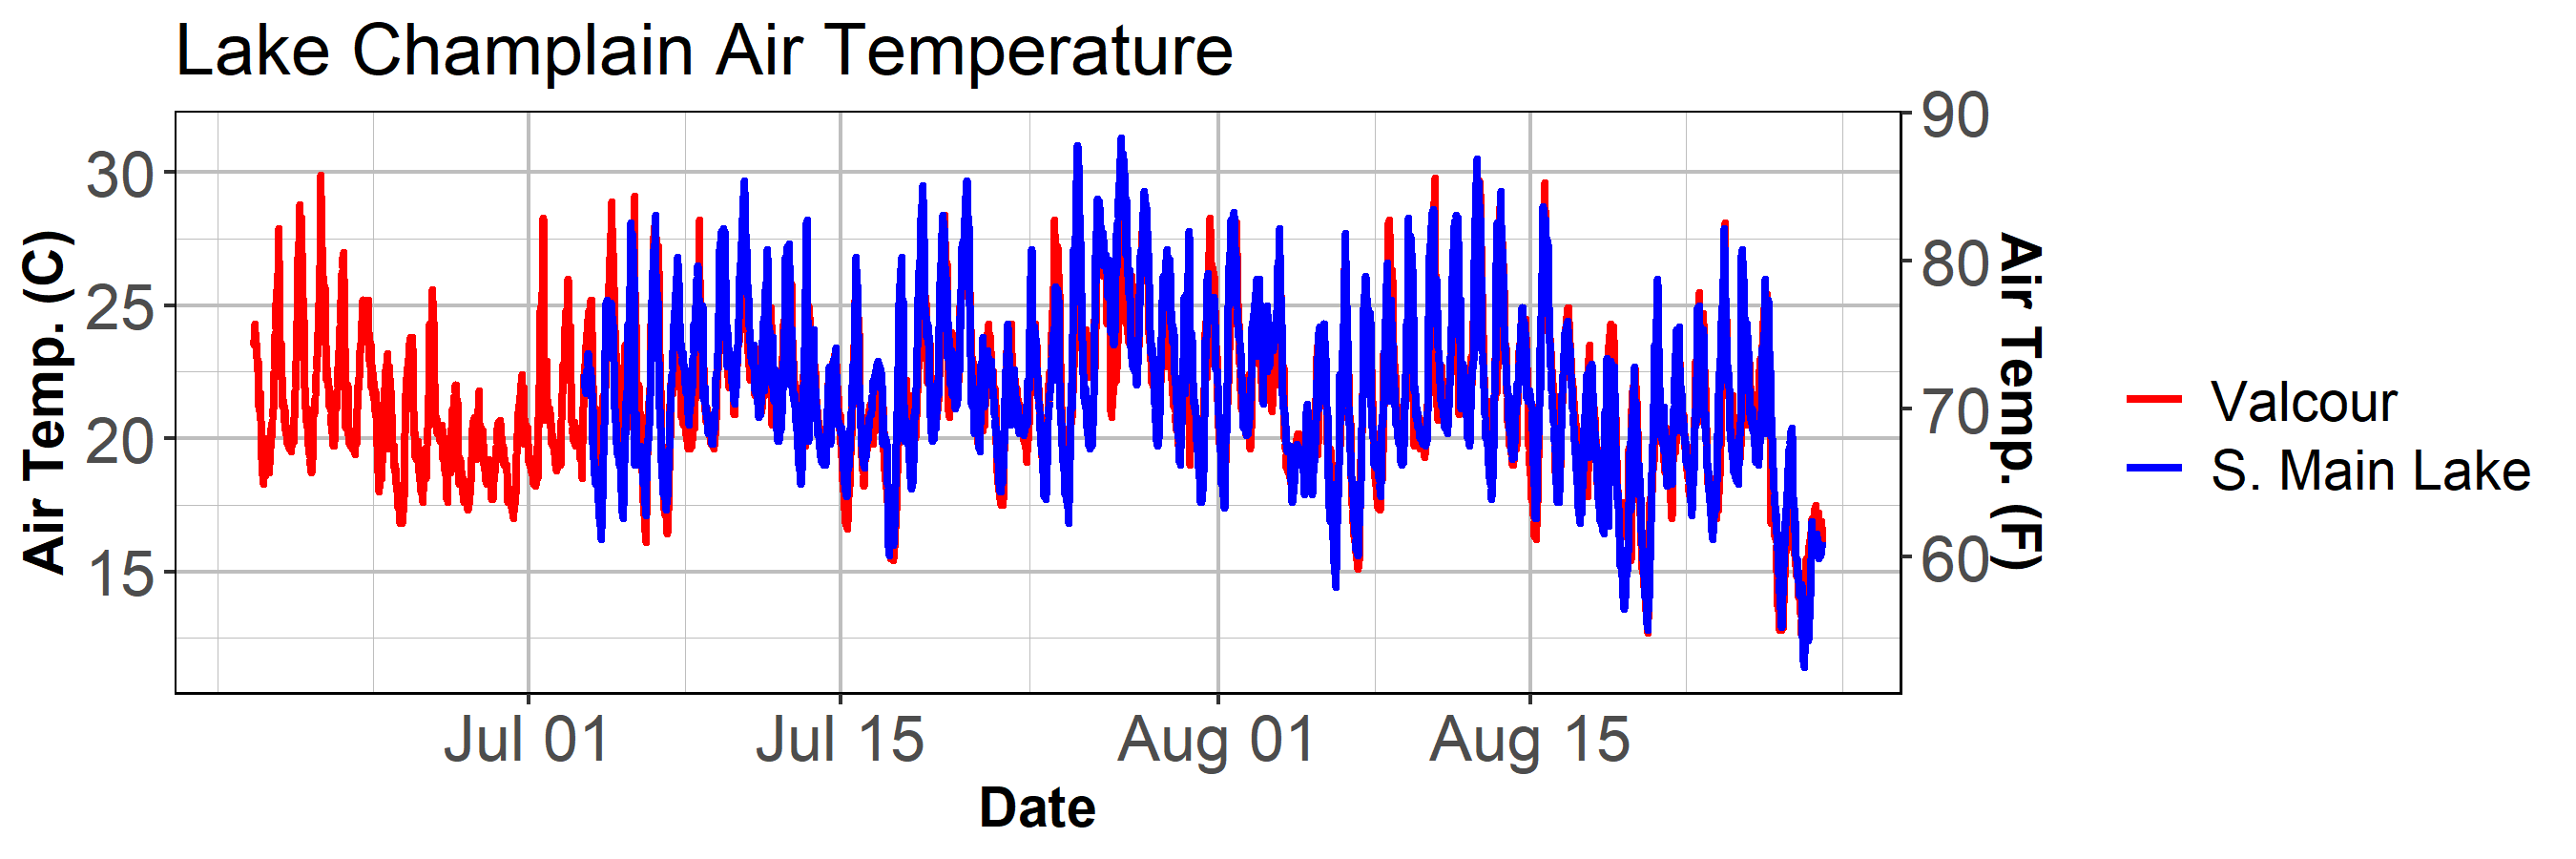 Lake Champlain Air Temperature
Air Temp. (C)
30
25
20
15
90
80
70
60
Air Temp. (F)
Jul 01 Jul 15 Aug 01 Aug 15
Date
Valcour
S. Main Lake